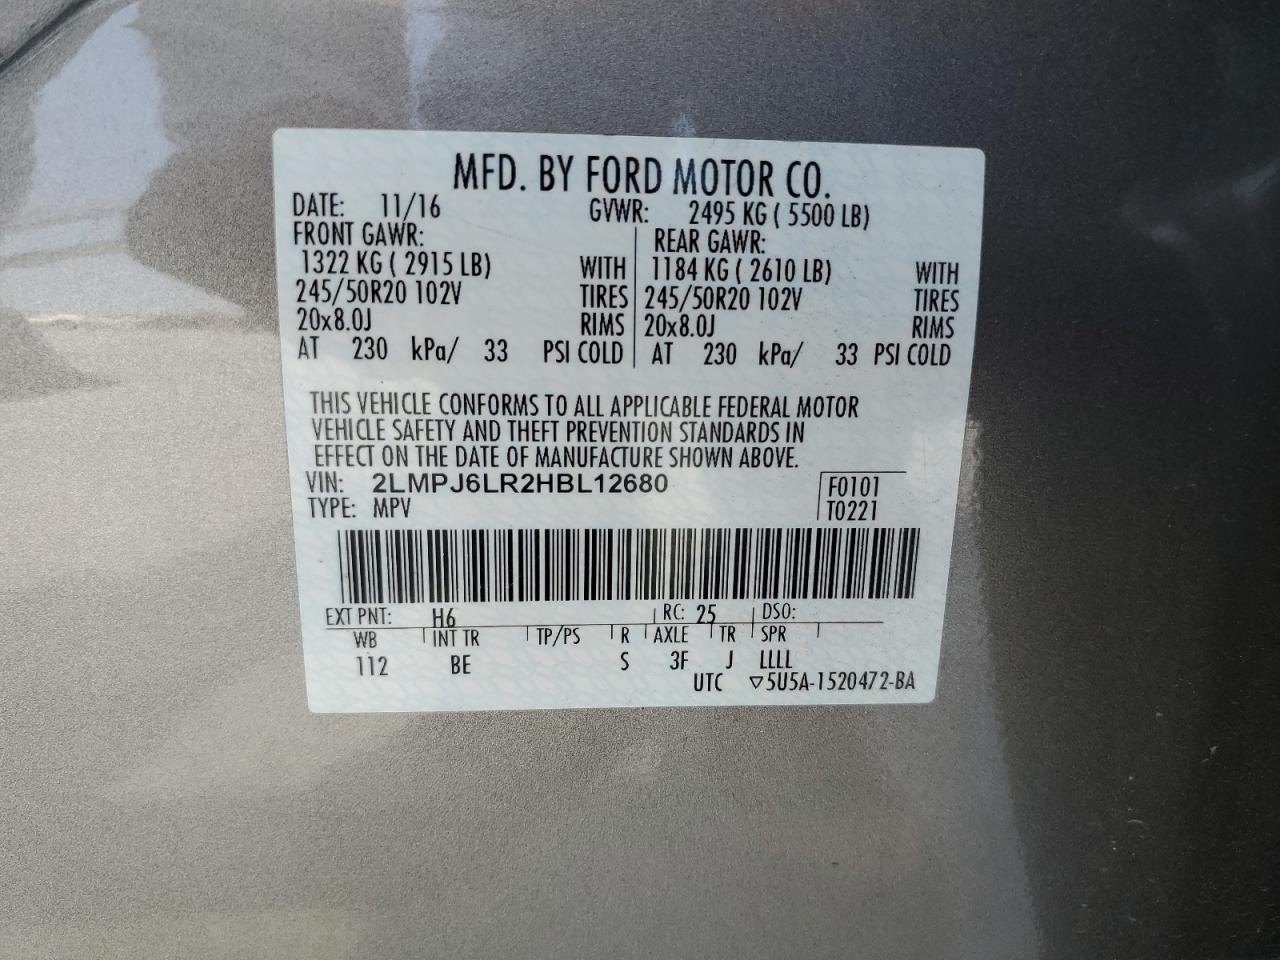 MFD. BY FORD MOTOR CO.
DATE: 11/16 GVWR: 2495 KG ( 5500 LB)
FRONT GAWR: REAR GAWR:
1322 KG ( 2915 LB) WITH 1184 KG ( 2610 LB) WITH
245/50R20 102V TIRES 245/50R20 102V TIRES
20x8.0J RIMS 20x8.0J RIMS
AT 230 kPa/ 33 PSI COLD AT 230 kPa/ 33 PSI COLD
THIS VEHICLE CONFORMS TO ALL APPLICABLE FEDERAL MOTOR
VEHICLE SAFETY AND THEFT PREVENTION STANDARDS IN
EFFECT ON THE DATE OF MANUFACTURE SHOWN ABOVE.
VIN: 2LMPJ6LR2HBL12680 F0101
TYPE: MPV T0221
EXT PNT: H6 RC: 25 DSO:
WB INT TR TP/PS R AXLE TR SPR
112 BE S 3F J LLLL
UTC ▽5U5A-1520472-BA